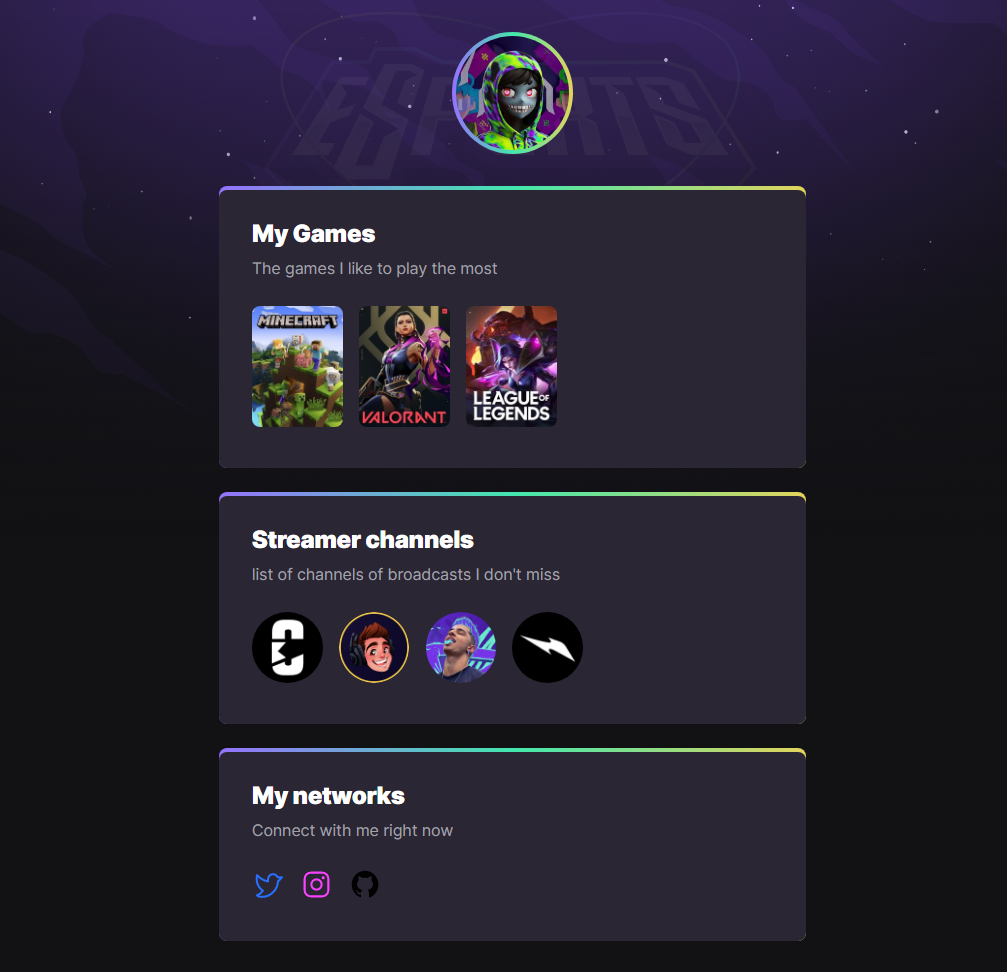 ESPORTS
My Games
The games I like to play the most
MINECRAFT
VALORANT
LEAGUE OF
LEGENDS
Streamer channels
list of channels of broadcasts I don't miss
My networks
Connect with me right now